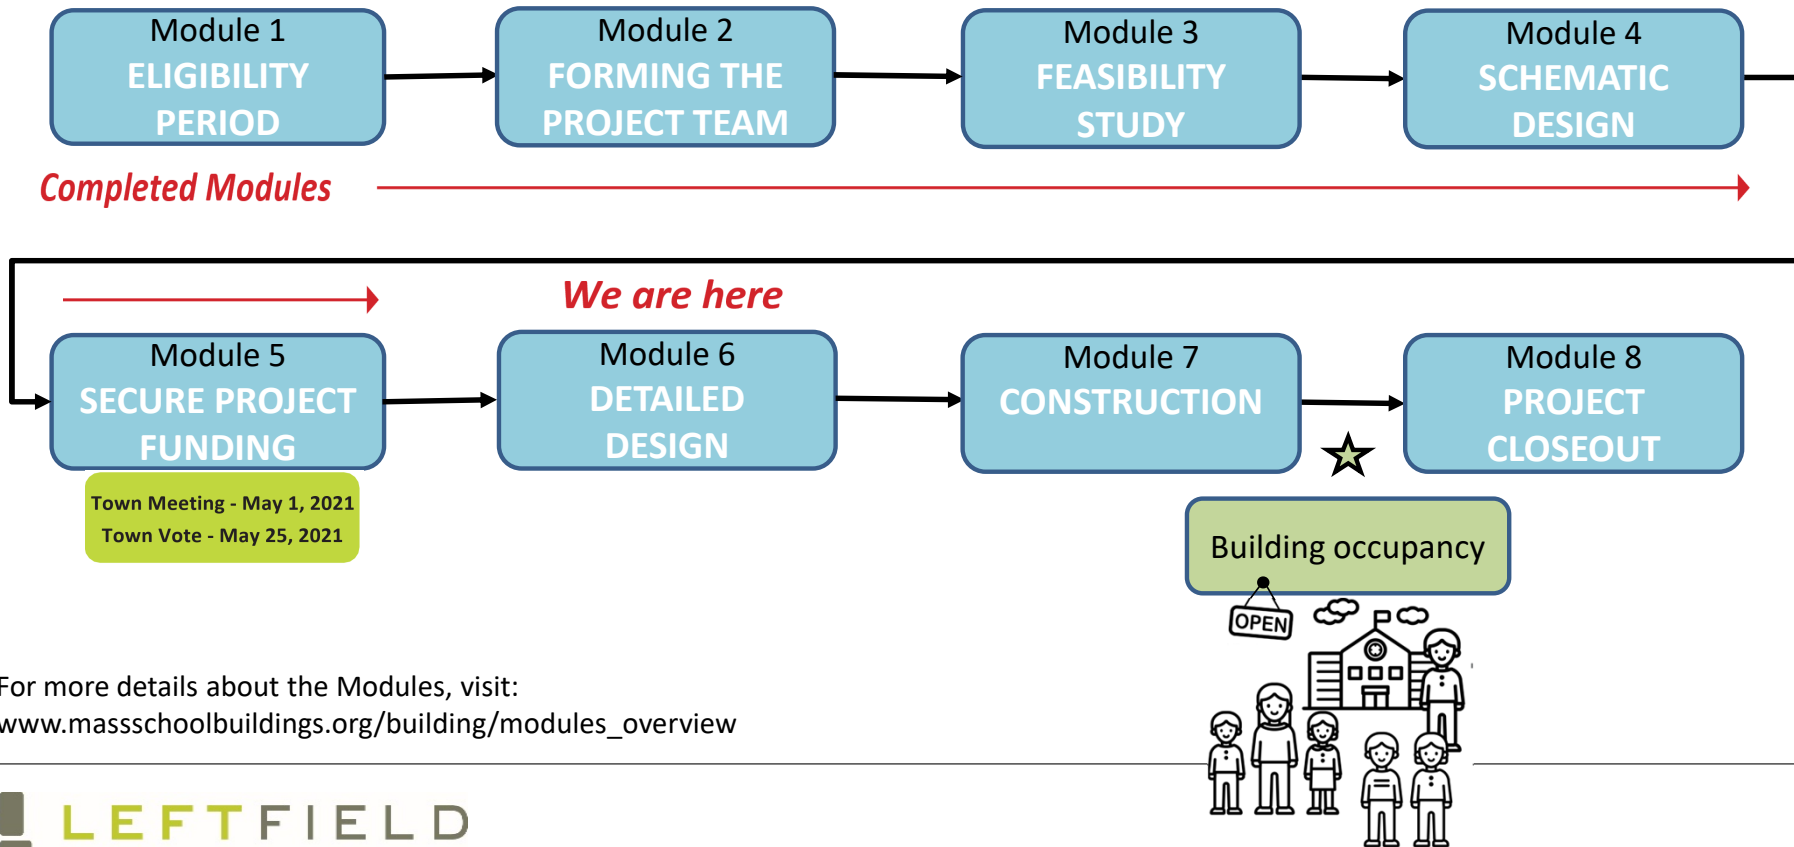 Module 1
ELIGIBILITY
PERIOD
Module 2
FORMING THE
PROJECT TEAM
Module 3
FEASIBILITY
STUDY
Module 4
SCHEMATIC
DESIGN
Completed Modules
We are here
Module 5
SECURE PROJECT
FUNDING
Town Meeting - May 1, 2021
Town Vote - May 25, 2021
Module 6
DETAILED
DESIGN
Module 7
CONSTRUCTION
Module 8
PROJECT
CLOSEOUT
Building occupancy
OPEN
For more details about the Modules, visit:
www.massschoolbuildings.org/building/modules_overview
LEFTFIELD